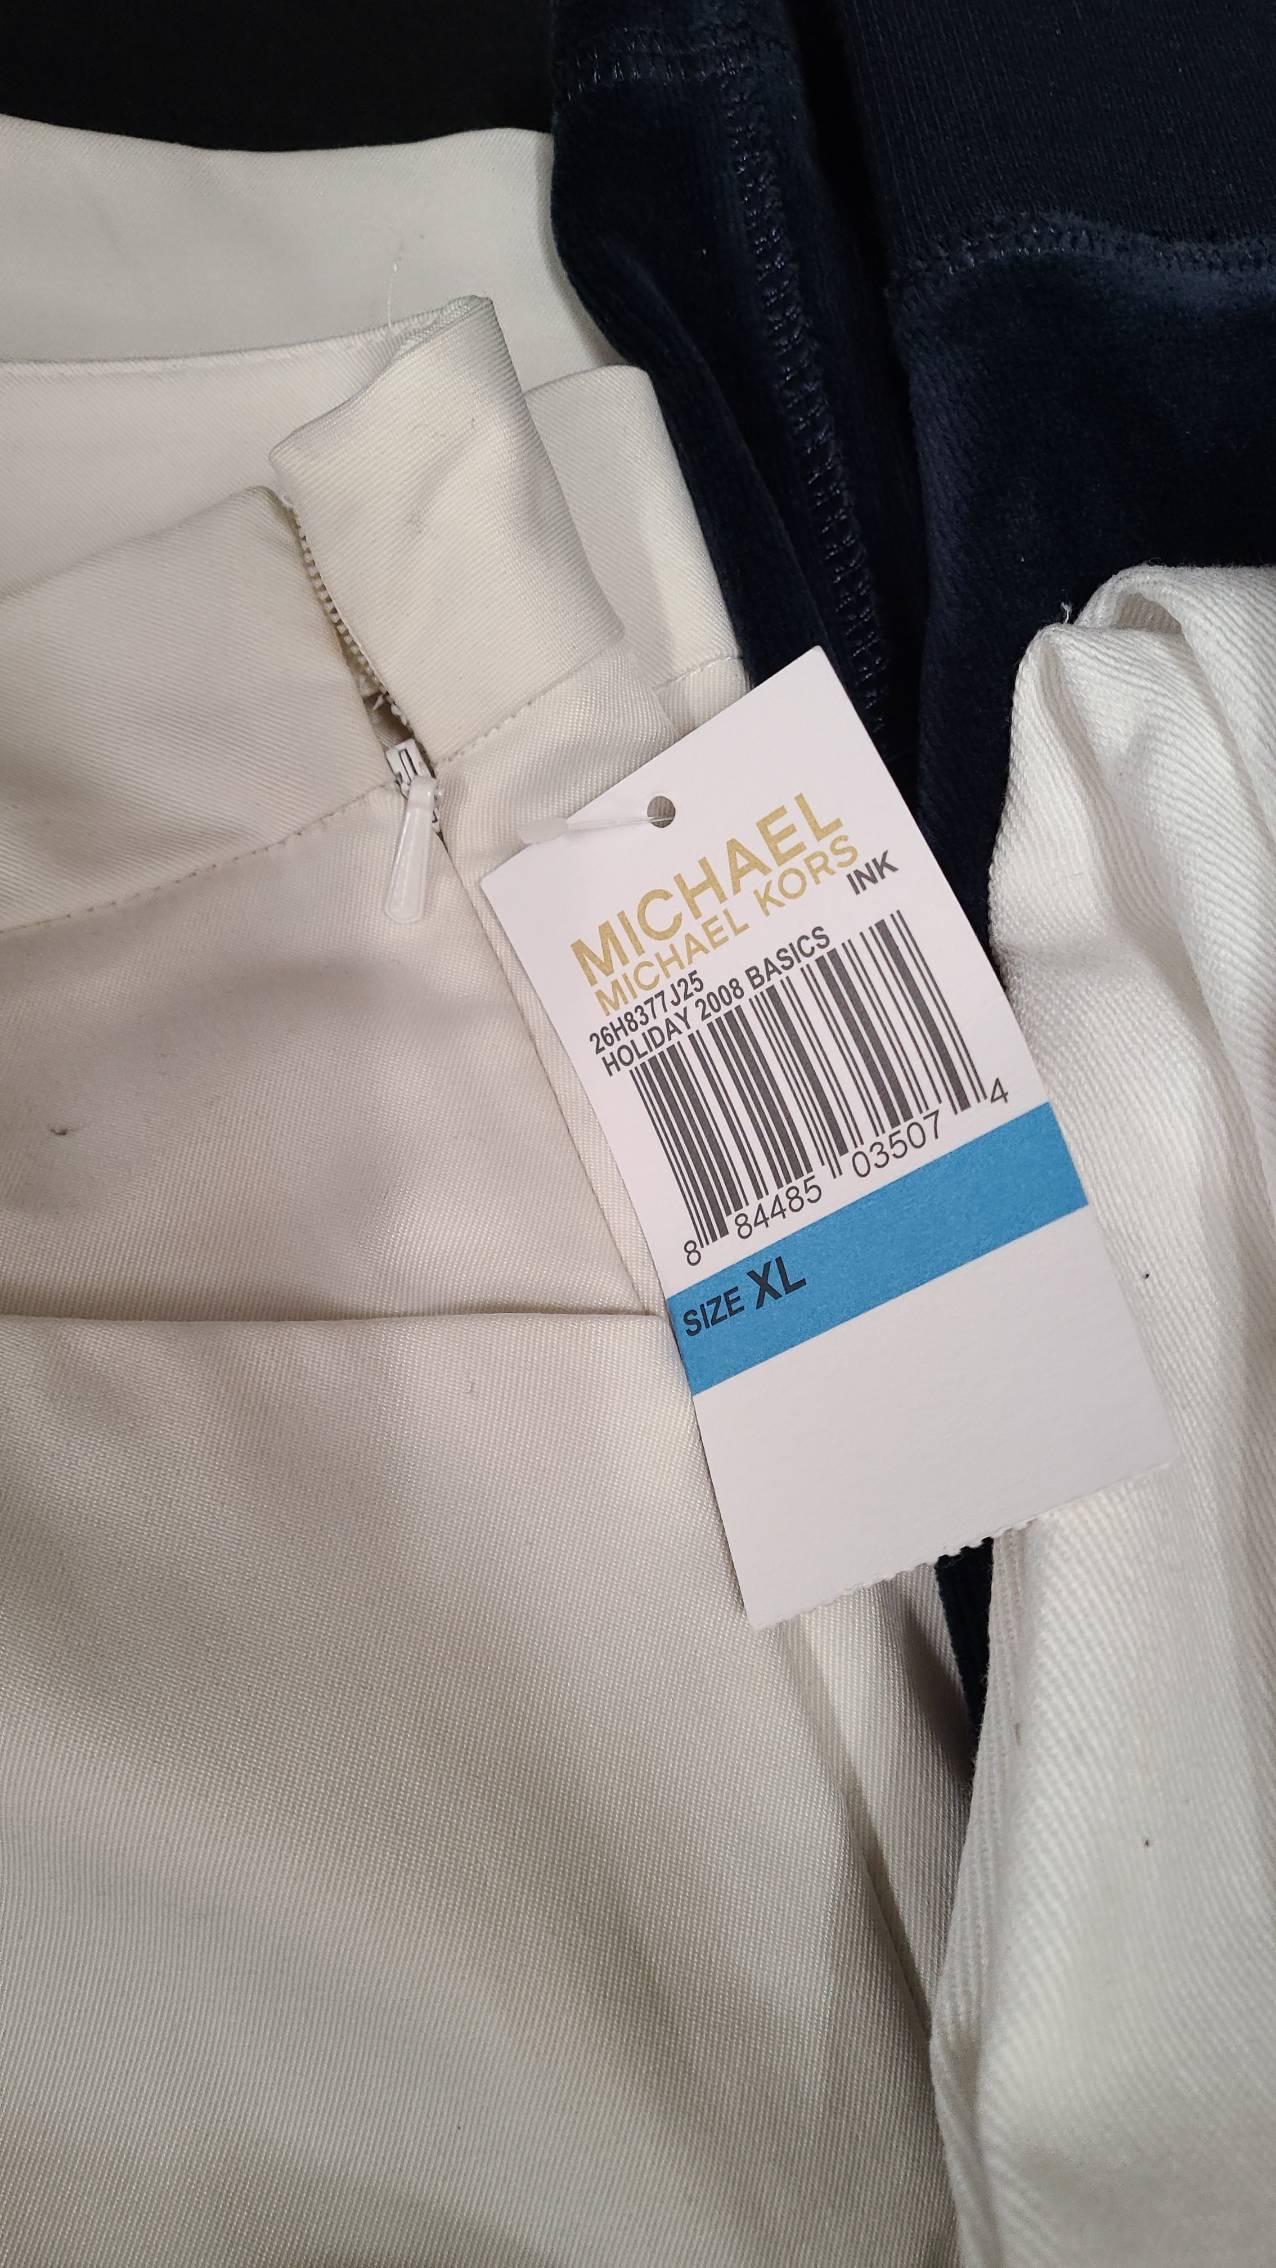 MICHAEL
MICHAEL KORS
INK
26H8377J25
HOLIDAY 2008 BASICS
8 84485 03507 4
SIZE XL